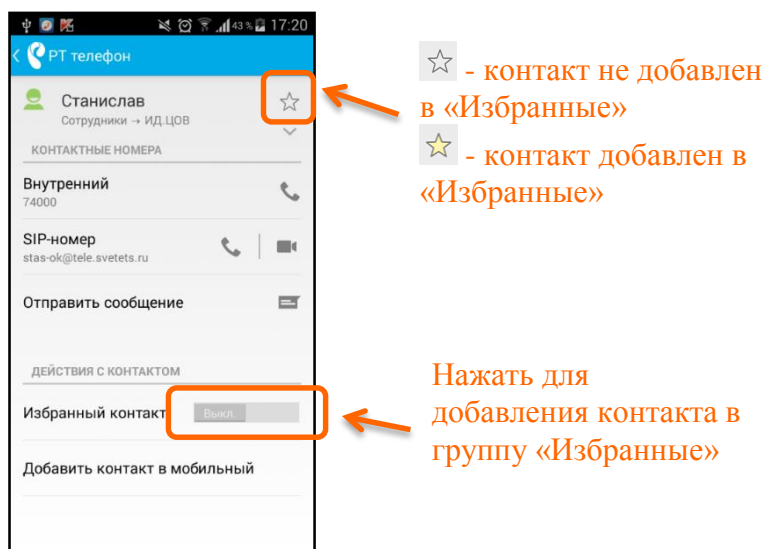 43 % 17:20
РТ телефон
Станислав
Сотрудники → ИД.ЦОВ
КОНТАКТНЫЕ НОМЕРА
Внутренний
74000
SIP-номер
stas-ok@tele.svetets.ru
Отправить сообщение
ДЕЙСТВИЯ С КОНТАКТОМ
Избранный контакт Выкл.
Добавить контакт в мобильный
- контакт не добавлен
в «Избранные»
- контакт добавлен в
«Избранные»
Нажать для
добавления контакта в
группу «Избранные»